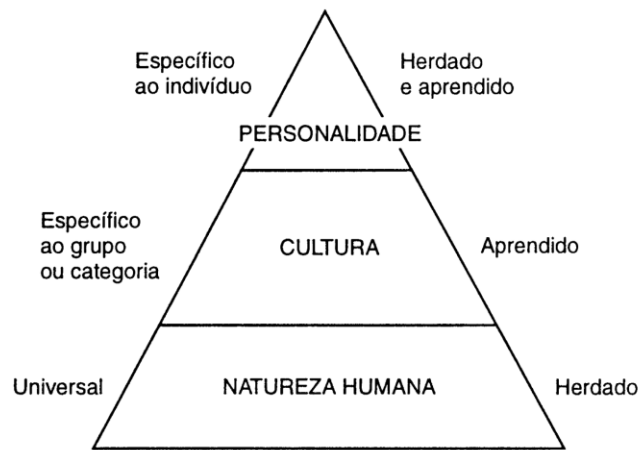 Específico
ao indivíduo
Herdado
e aprendido
PERSONALIDADE
Específico
ao grupo
ou categoria
CULTURA
Aprendido
Universal
NATUREZA HUMANA
Herdado